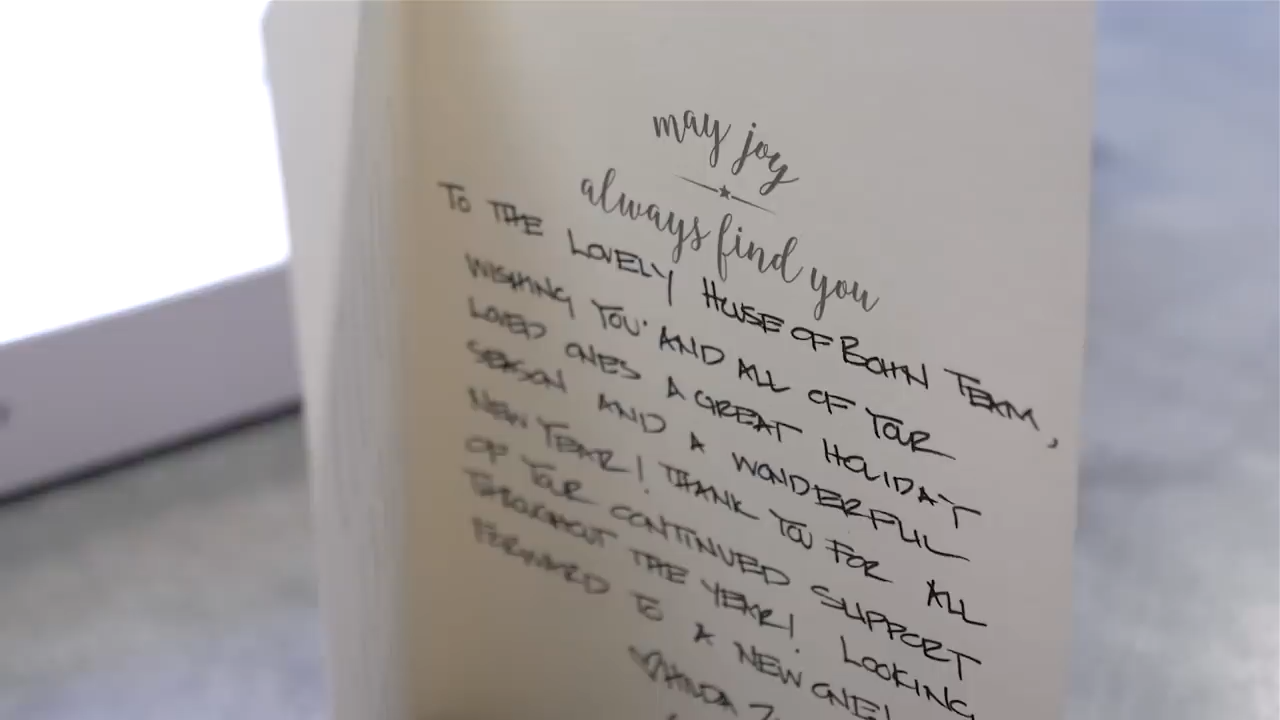 may joy
always find you
To THE LOVELY HOUSE OF BOHN TEAM,
WISHING YOU AND ALL OF YOUR
LOVED ONES A GREAT HOLIDAY
SEASON AND A WONDERFUL
NEW YEAR! THANK YOU FOR ALL
OF YOUR CONTINUED SUPPORT
THROUGHOUT THE YEAR! LOOKING
FORWARD TO A NEW ONE!